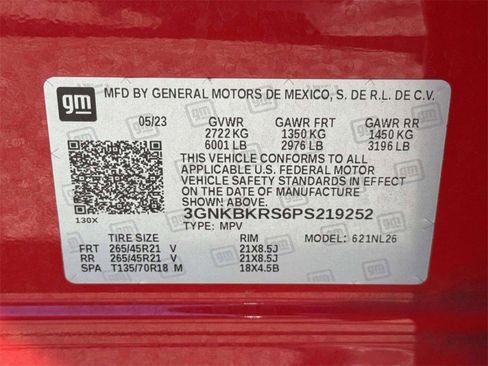 gm MFD BY GENERAL MOTORS DE MEXICO, S. DE R.L. DE C.V.
05/23 GVWR GAWR FRT GAWR RR
2722 KG 1350 KG 1450 KG
6001 LB 2976 LB 3196 LB
THIS VEHICLE CONFORMS TO ALL
APPLICABLE U.S. FEDERAL MOTOR
VEHICLE SAFETY STANDARDS IN EFFECT
ON THE DATE OF MANUFACTURE
SHOWN ABOVE.
130X 3GNKBKRS6PS219252
TYPE: MPV
TIRE SIZE RIM MODEL: 621NL26
FRT 265/45R21 V 21X8.5J
RR 265/45R21 V 21X8.5J
SPA T135/70R18 M 18X4.5B